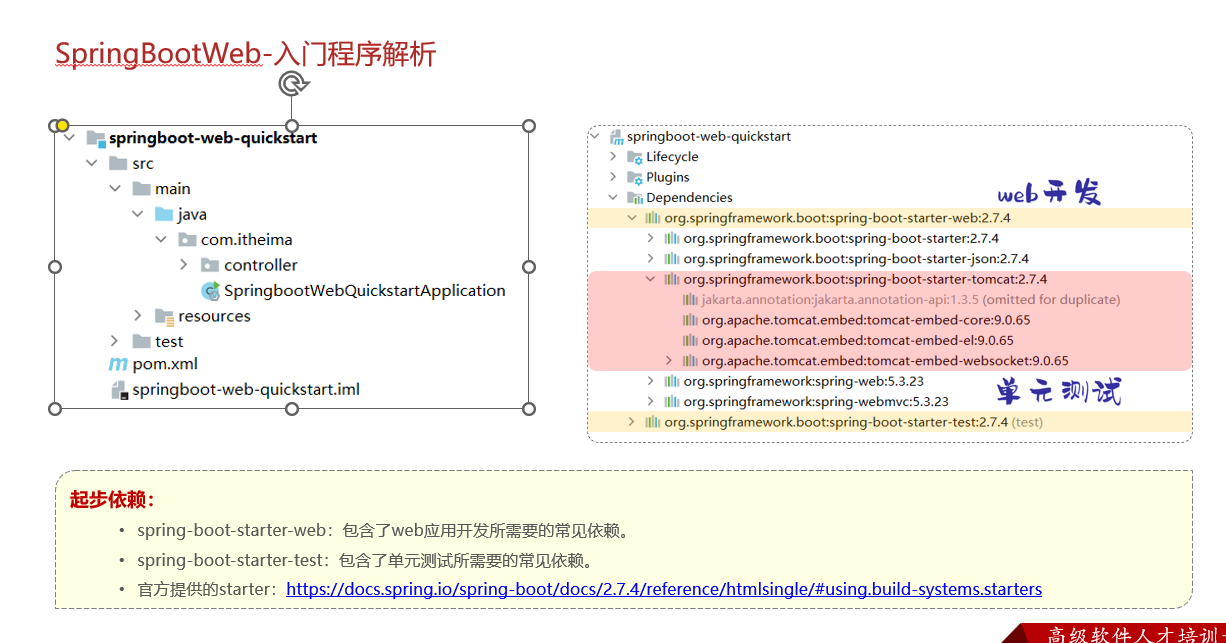 SpringBootWeb-入门程序解析
springboot-web-quickstart
src
main
java
com.itheima
controller
SpringbootWebQuickstartApplication
resources
test
pom.xml
springboot-web-quickstart.iml
springboot-web-quickstart
Lifecycle
Plugins
Dependencies
web开发
org.springframework.boot:spring-boot-starter-web:2.7.4
org.springframework.boot:spring-boot-starter:2.7.4
org.springframework.boot:spring-boot-starter-json:2.7.4
org.springframework.boot:spring-boot-starter-tomcat:2.7.4
jakarta.annotation:jakarta.annotation-api:1.3.5 (omitted for duplicate)
org.apache.tomcat.embed:tomcat-embed-core:9.0.65
org.apache.tomcat.embed:tomcat-embed-el:9.0.65
org.apache.tomcat.embed:tomcat-embed-websocket:9.0.65
org.springframework:spring-web:5.3.23
单元测试
org.springframework:spring-webmvc:5.3.23
org.springframework.boot:spring-boot-starter-test:2.7.4 (test)
起步依赖：
• spring-boot-starter-web：包含了web应用开发所需要的常见依赖。
• spring-boot-starter-test：包含了单元测试所需要的常见依赖。
• 官方提供的starter：https://docs.spring.io/spring-boot/docs/2.7.4/reference/htmlsingle/#using.build-systems.starters
高级软件人才培训